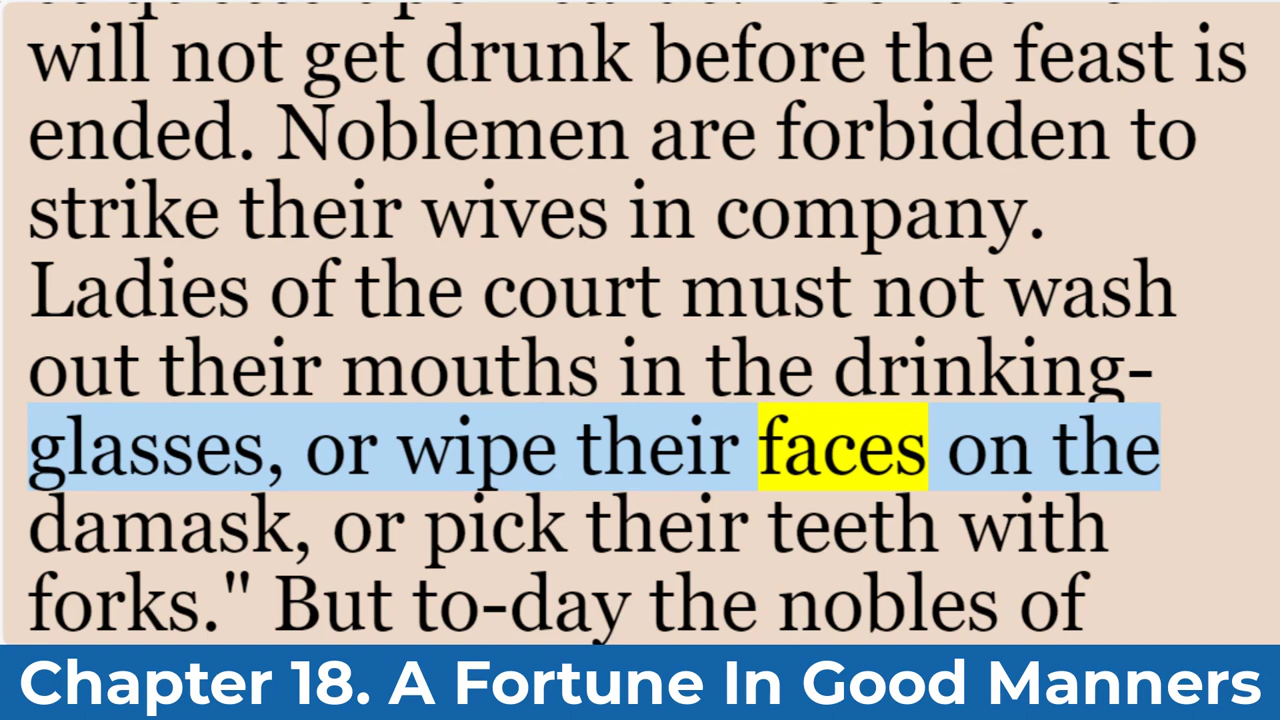 will not get drunk before the feast is
ended. Noblemen are forbidden to
strike their wives in company.
Ladies of the court must not wash
out their mouths in the drinking-
glasses, or wipe their faces on the
damask, or pick their teeth with
forks." But to-day the nobles of
Chapter 18. A Fortune In Good Manners